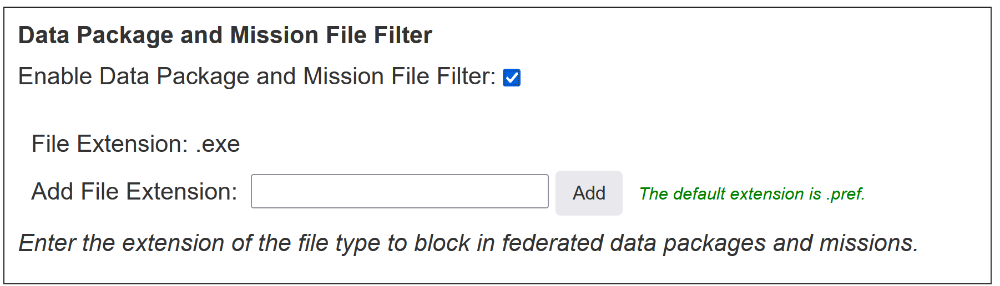 Data Package and Mission File Filter
Enable Data Package and Mission File Filter:
File Extension: .exe
Add File Extension: Add The default extension is .pref.
Enter the extension of the file type to block in federated data packages and missions.